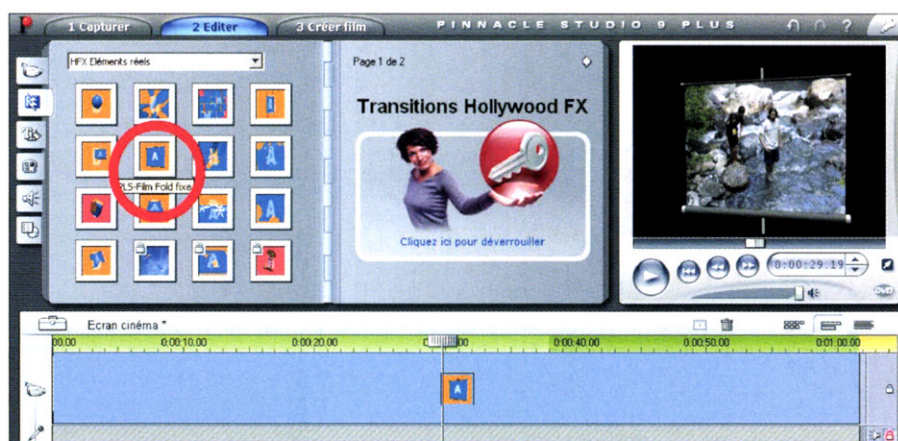 1 Capturer
2 Editer
3 Créer film
PINNACLE STUDIO 9 PLUS
HFX Eléments réels
PLS-Film Fold fixe
Page 1 de 2
Transitions Hollywood FX
Cliquez ici pour déverrouiller
0:00:29.19
DVD
Ecran cinéma *
00.00
0:00:10.00
0:00:20.00
0:00:40.00
0:00:50.00
0:01:00.00